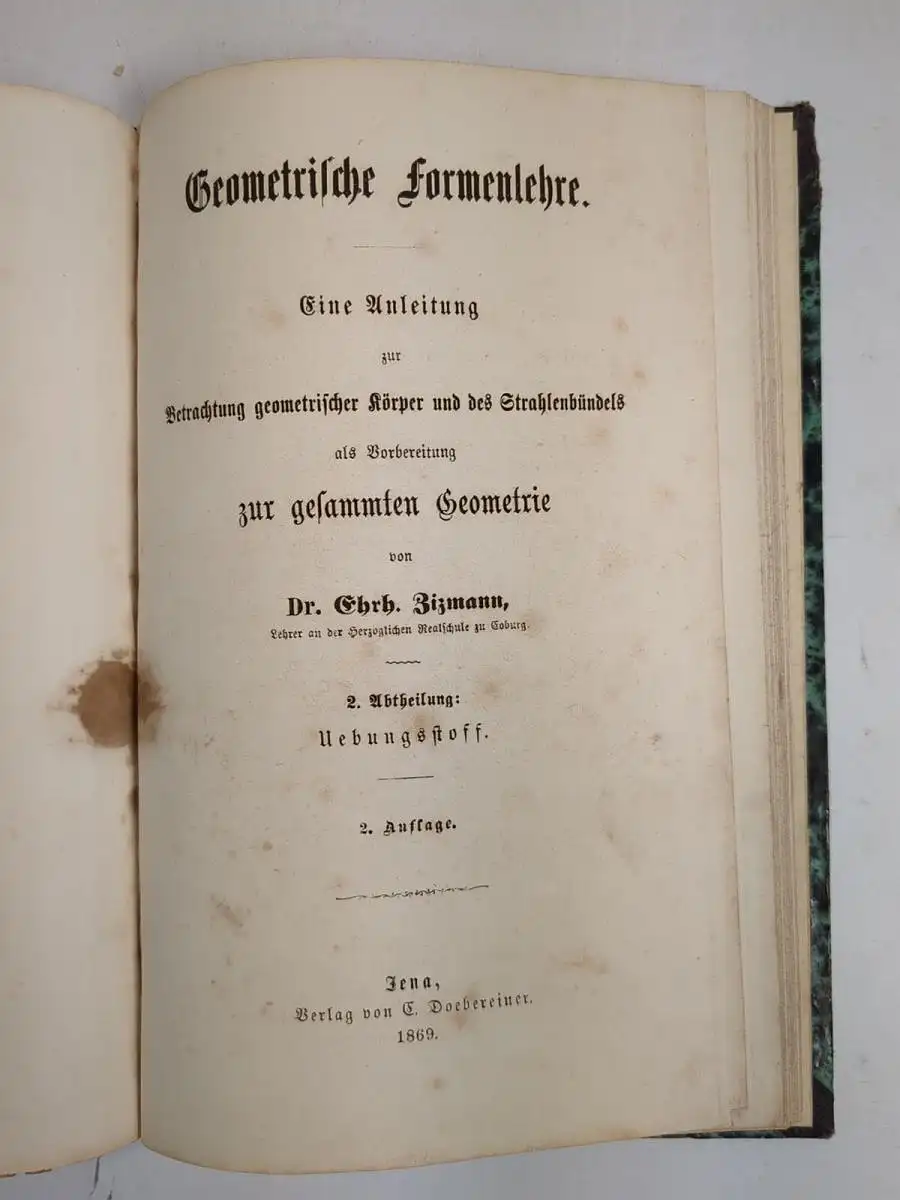 Geometrische Formenlehre.
Eine Anleitung
zur
Betrachtung geometrischer Körper und des Strahlenbündels
als Vorbereitung
zur gesammten Geometrie
von
Dr. Ehrh. Zizmann,
Lehrer an der Herzoglichen Realschule zu Coburg.
2. Abtheilung:
Uebungsstoff.
2. Auflage.
Jena,
Verlag von C. Doebereiner.
1869.